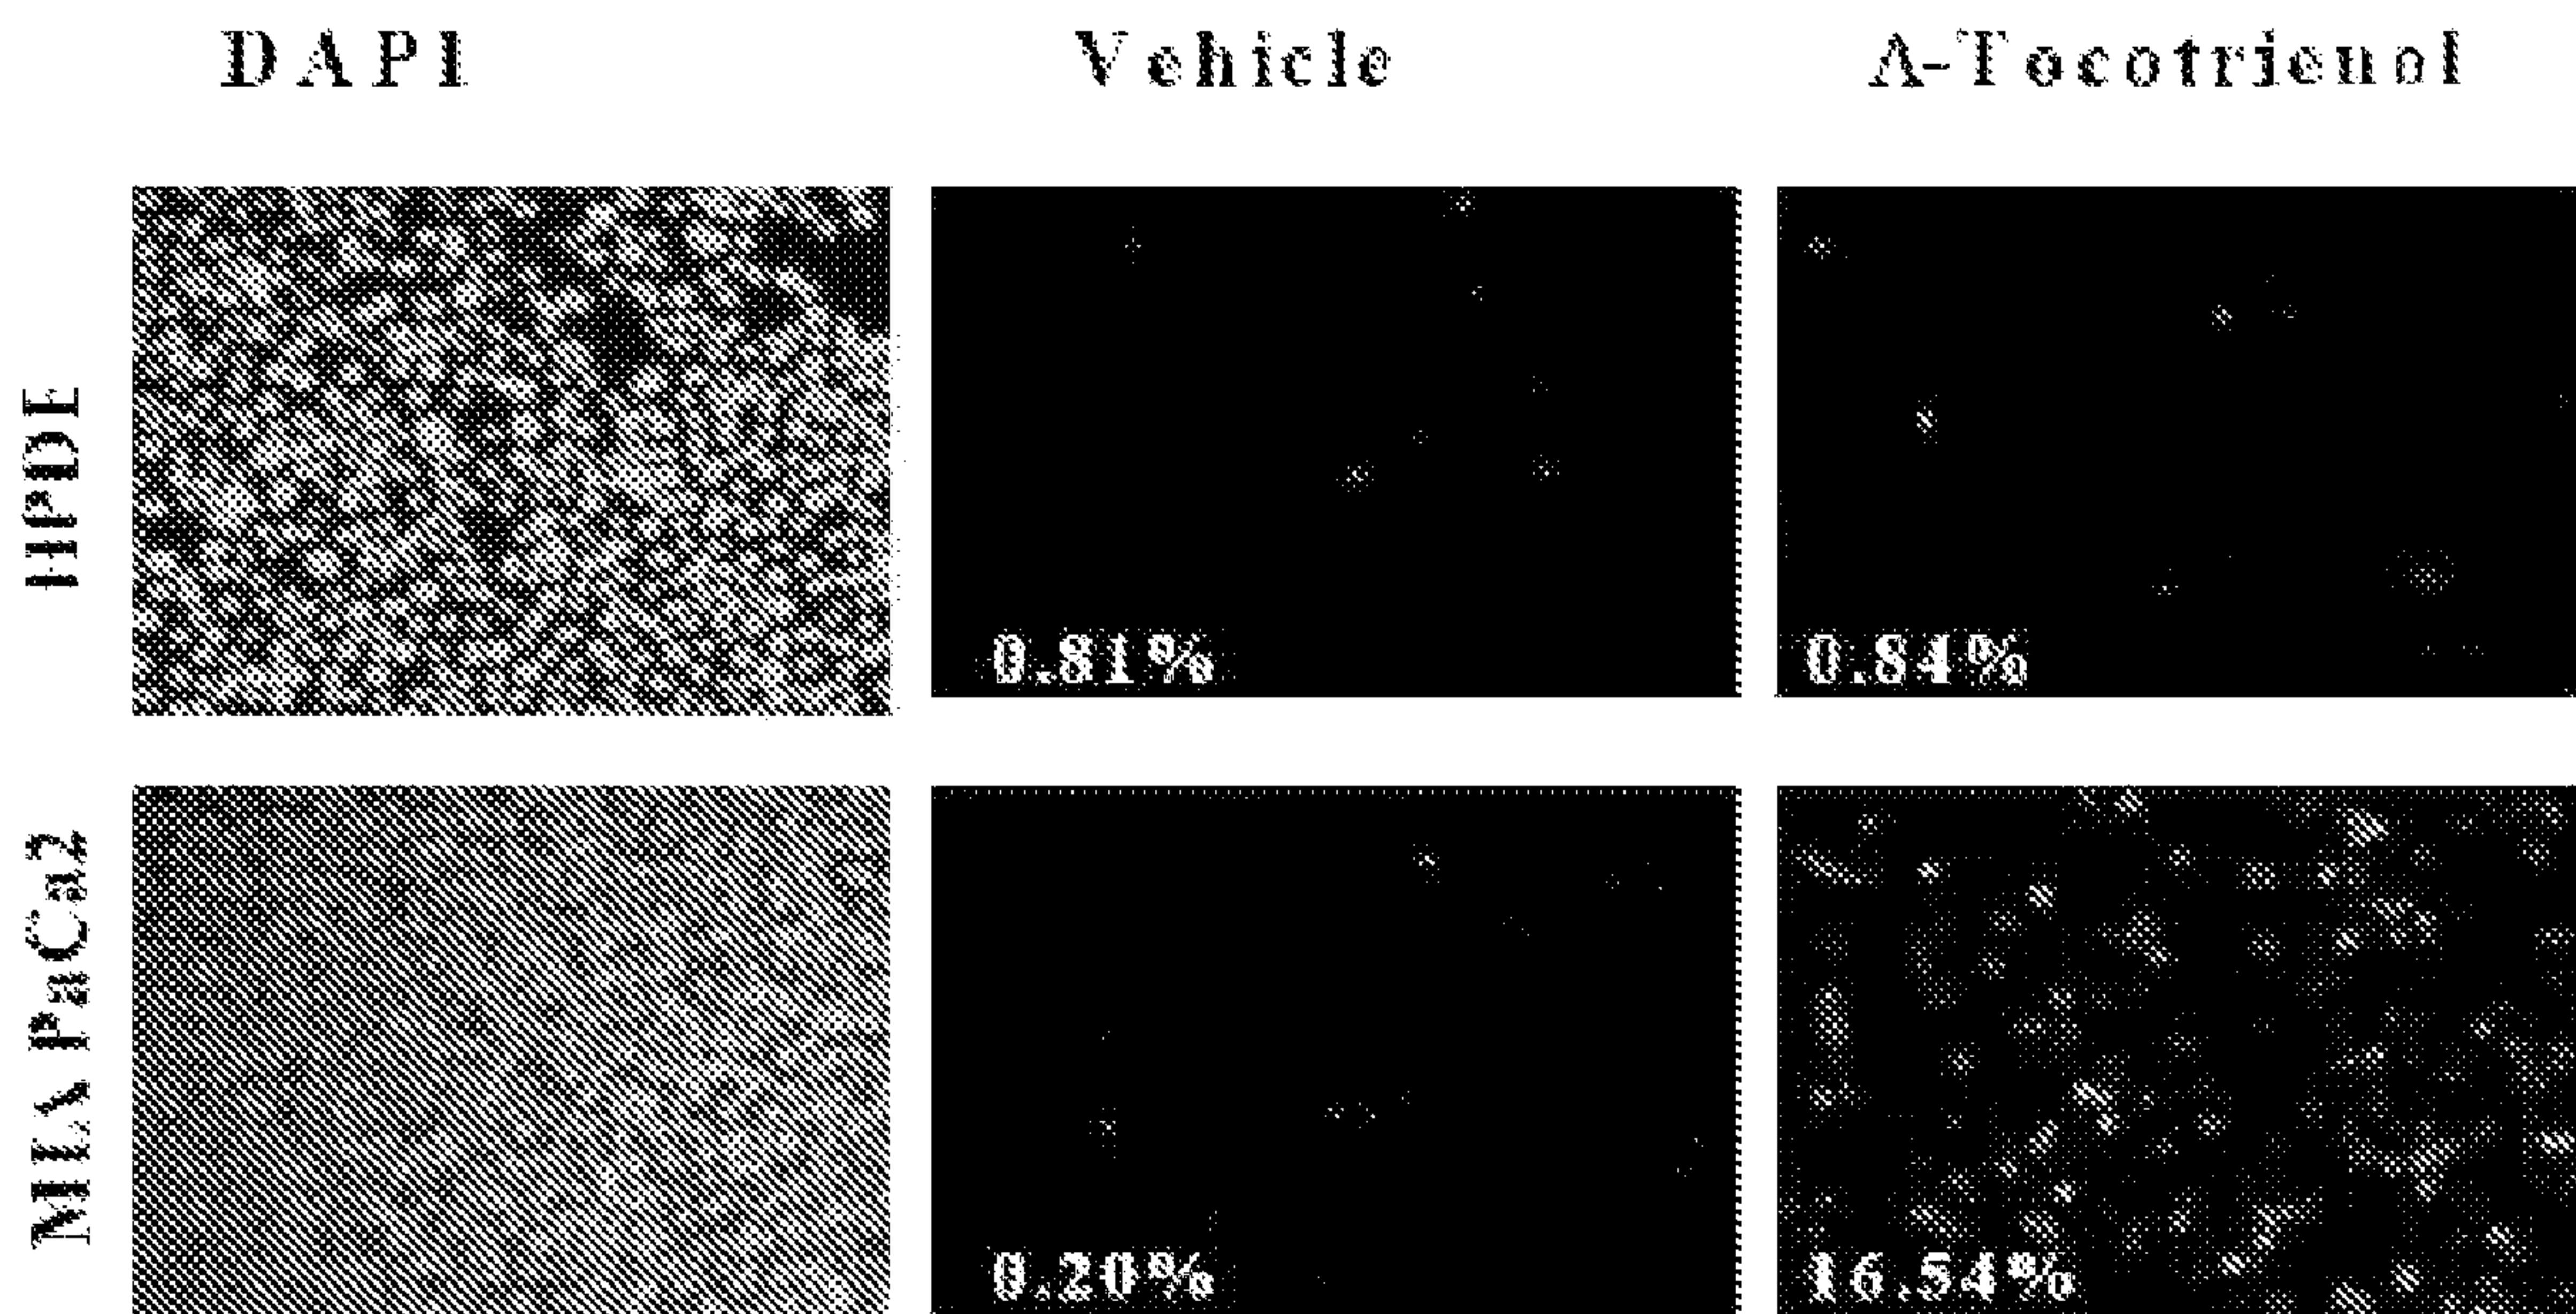 DAPI Vehicle Δ-Tocotrienol
HPDE
0.81% 0.84%
MIA PaCa2
0.20% 16.54%